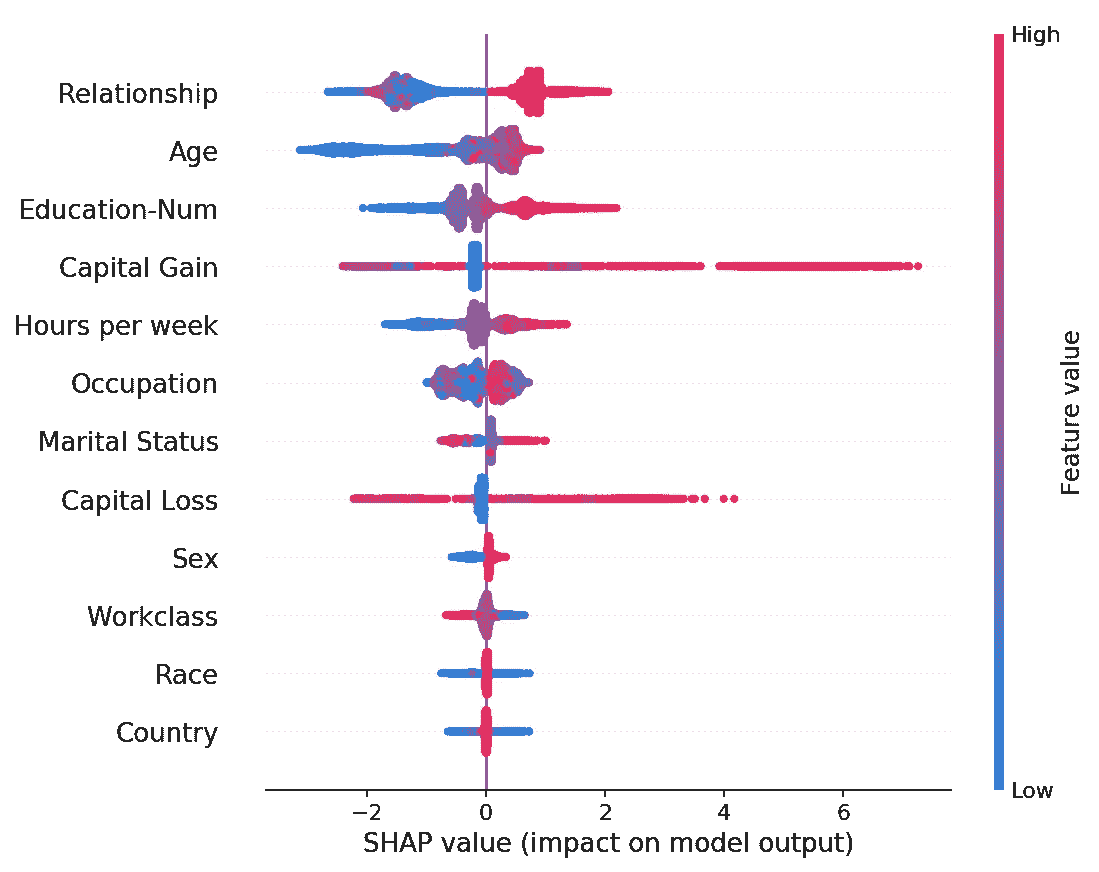 High
Relationship
Age
Education-Num
Capital Gain
Hours per week
Occupation
Marital Status
Capital Loss
Sex
Workclass
Race
Country
Feature value
Low
−2 0 2 4 6
SHAP value (impact on model output)